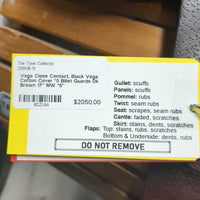 The Tack Collector
Vega Close Contact, Black Vega
Cotton Cover *0 Billet Guards Dk
Brown 17" MW "B"
$2050.00
Gullet: scuffs
Panels: scuffs
Pommel: rubs
Twist: seam rubs
Seat: scrapes, seam rubs
Cantle: faded, scratches
Skirt: stains, dents, scratches
Flaps: Top: stains, rubs, scratches
Bottom & Underside: dents, rubs
DO NOT REMOVE